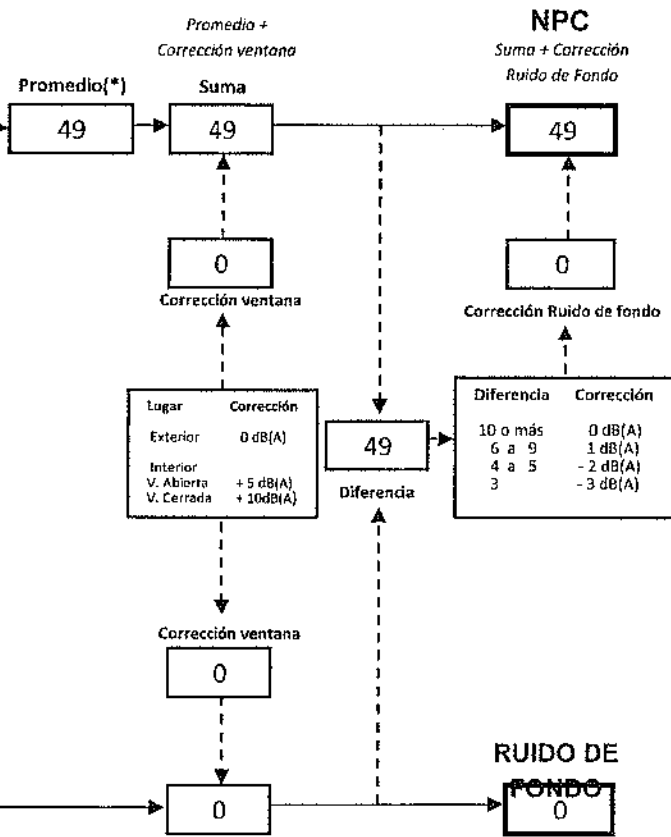 Promedio +
Corrección ventana
NPC
Suma + Corrección
Ruido de Fondo
Promedio(*)
Suma
49
49
49
0
Corrección ventana
0
Corrección Ruido de fondo
Lugar Corrección
Exterior 0 dB(A)
Interior
V. Abierta + 5 dB(A)
V. Cerrada + 10dB(A)
49
Diferencia
Diferencia Corrección
10 o más 0 dB(A)
6 a 9 1 dB(A)
4 a 5 - 2 dB(A)
3 - 3 dB(A)
Corrección ventana
0
RUIDO DE
FONDO
0
0